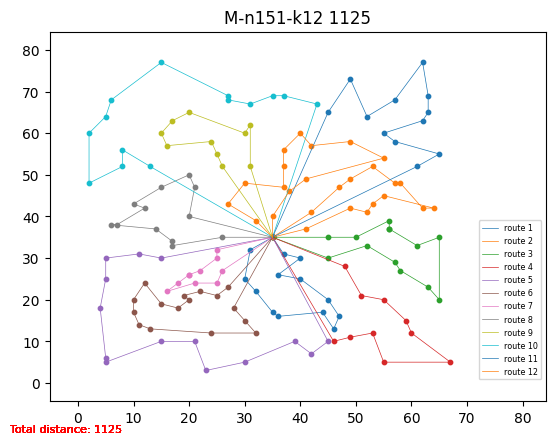 M-n151-k12 1125
80
70
60
50
40
30
20
10
0
0 10 20 30 40 50 60 70 80
route 1
route 2
route 3
route 4
route 5
route 6
route 7
route 8
route 9
route 10
route 11
route 12
Total distance: 1125